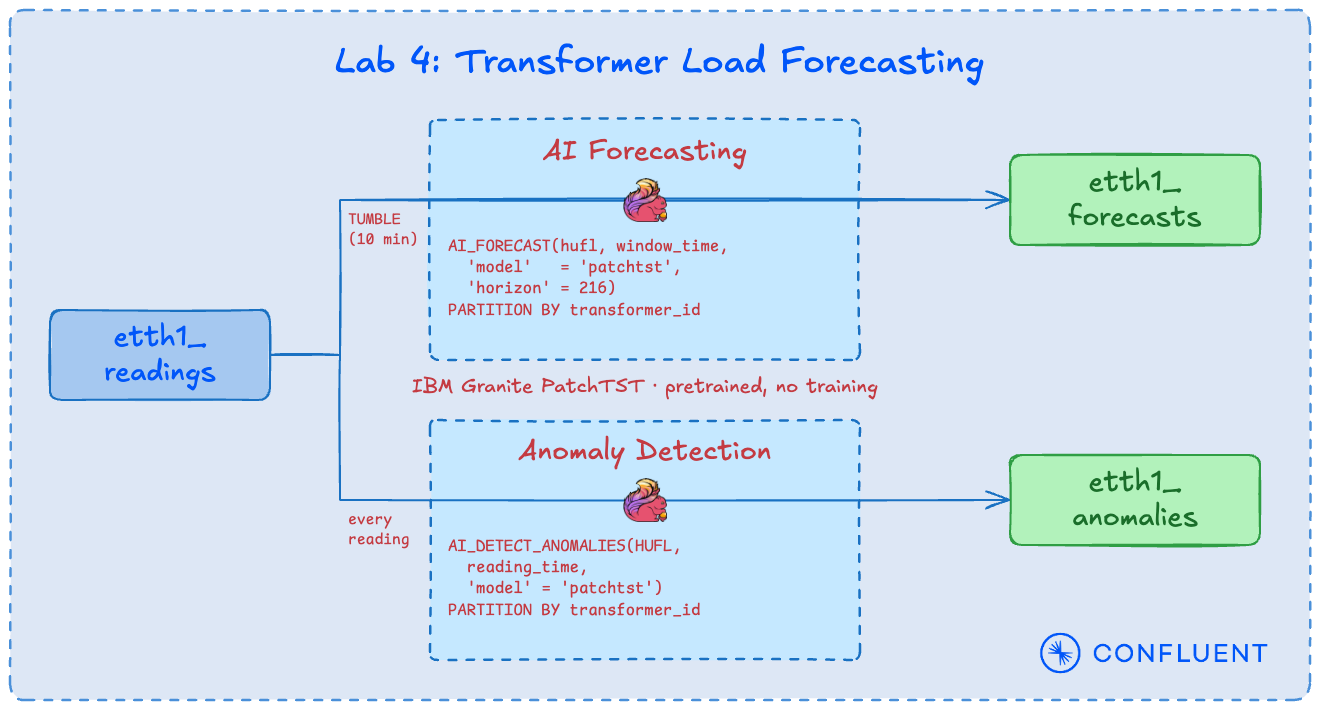 Lab 4: Transformer Load Forecasting
AI Forecasting
TUMBLE
(10 min)
AI_FORECAST(hufl, window_time,
  'model'   = 'patchtst',
  'horizon' = 216)
PARTITION BY transformer_id
etth1_
forecasts
etth1_
readings
IBM Granite PatchTST · pretrained, no training
Anomaly Detection
every
reading
AI_DETECT_ANOMALIES(HUFL,
  reading_time,
  'model' = 'patchtst')
PARTITION BY transformer_id
etth1_
anomalies
CONFLUENT